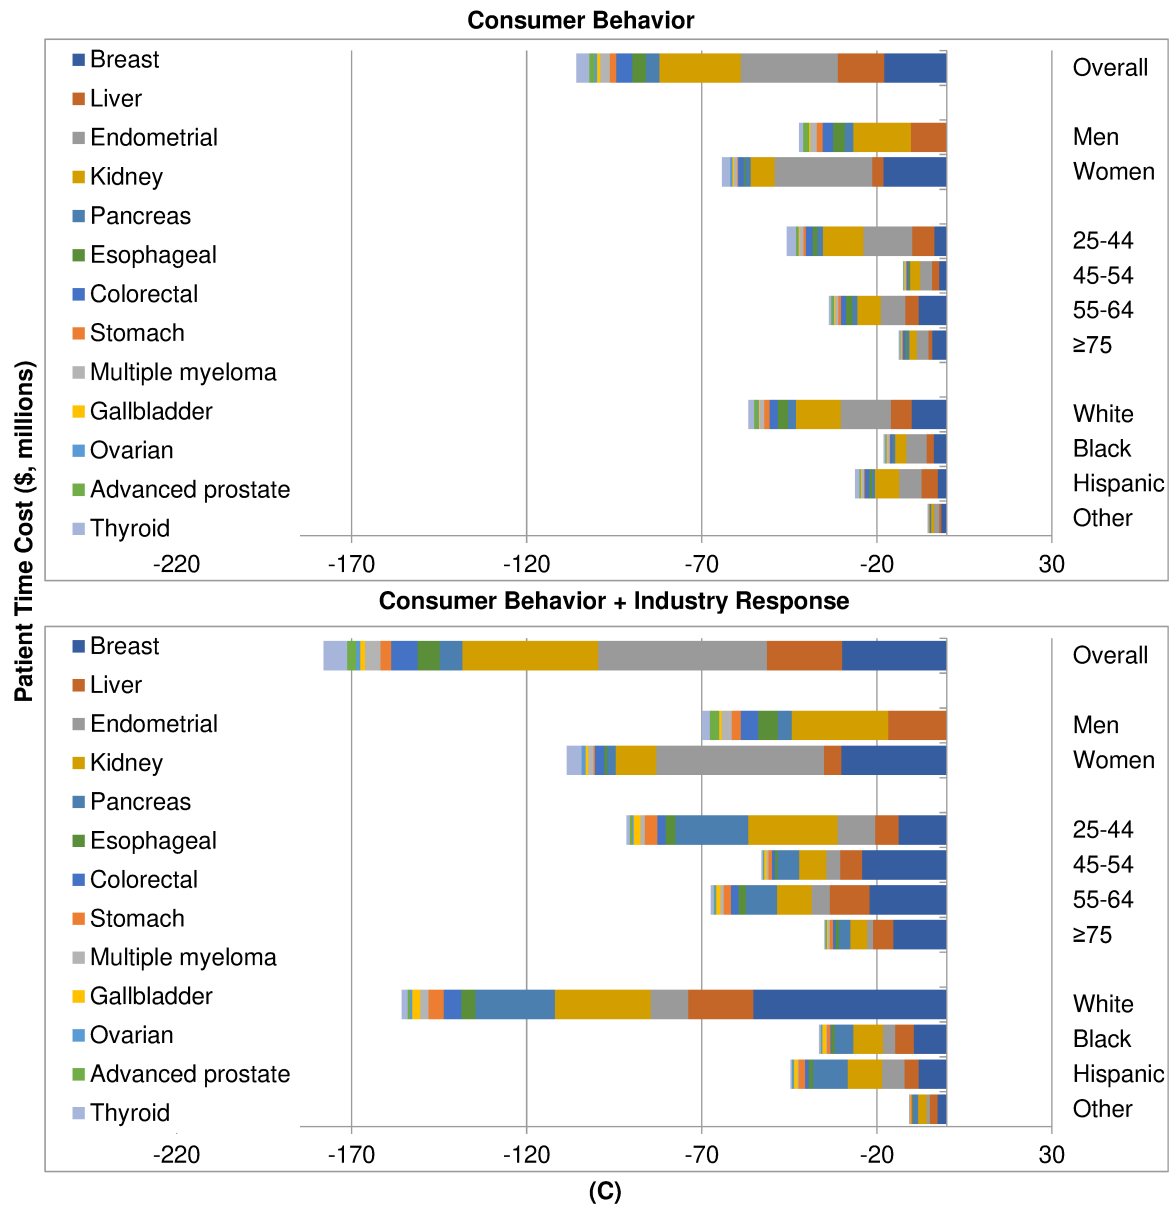 Consumer Behavior
Breast
Liver
Endometrial
Kidney
Pancreas
Esophageal
Colorectal
Stomach
Multiple myeloma
Gallbladder
Ovarian
Advanced prostate
Thyroid
Overall
Men
Women
25-44
45-54
55-64
≥75
White
Black
Hispanic
Other
-220 -170 -120 -70 -20 30
Patient Time Cost ($, millions)
Consumer Behavior + Industry Response
Breast
Liver
Endometrial
Kidney
Pancreas
Esophageal
Colorectal
Stomach
Multiple myeloma
Gallbladder
Ovarian
Advanced prostate
Thyroid
Overall
Men
Women
25-44
45-54
55-64
≥75
White
Black
Hispanic
Other
-220 -170 -120 -70 -20 30
(C)